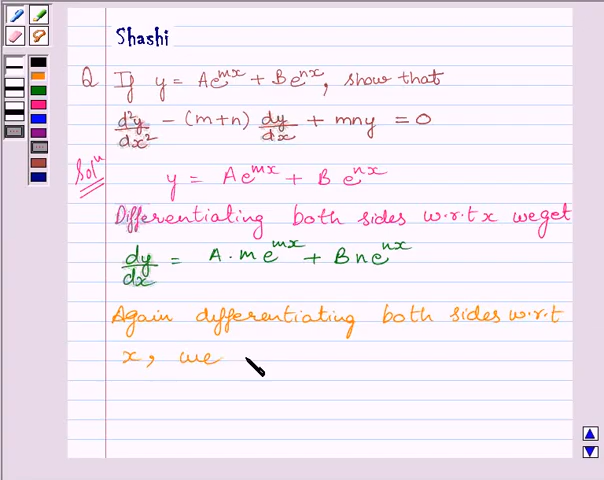 Shashi
Q If y = Ae^mx + Be^nx, show that
d²y/dx² - (m+n) dy/dx + mny = 0
Solⁿ y = Ae^mx + B e^nx
Differentiating both sides w.r.t x we get
dy/dx = A.me^mx + Bne^nx
Again differentiating both sides w.r.t
x, we